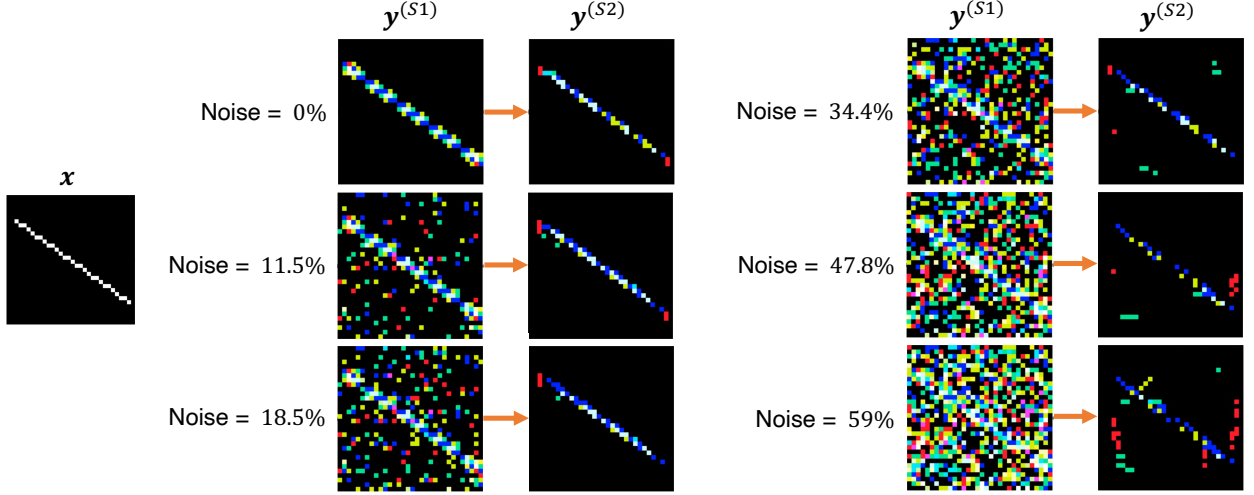 y(S1) y(S2) y(S1) y(S2)
Noise = 0% Noise = 34.4%
x
Noise = 11.5% Noise = 47.8%
Noise = 18.5% Noise = 59%